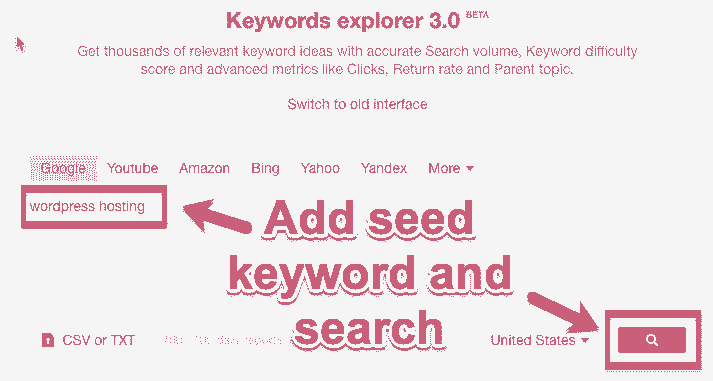 Keywords explorer 3.0 BETA
Get thousands of relevant keyword ideas with accurate Search volume, Keyword difficulty
score and advanced metrics like Clicks, Return rate and Parent topic.
Switch to old interface
Google Youtube Amazon Bing Yahoo Yandex More
wordpress hosting
Add seed
keyword and
search
CSV or TXT
United States